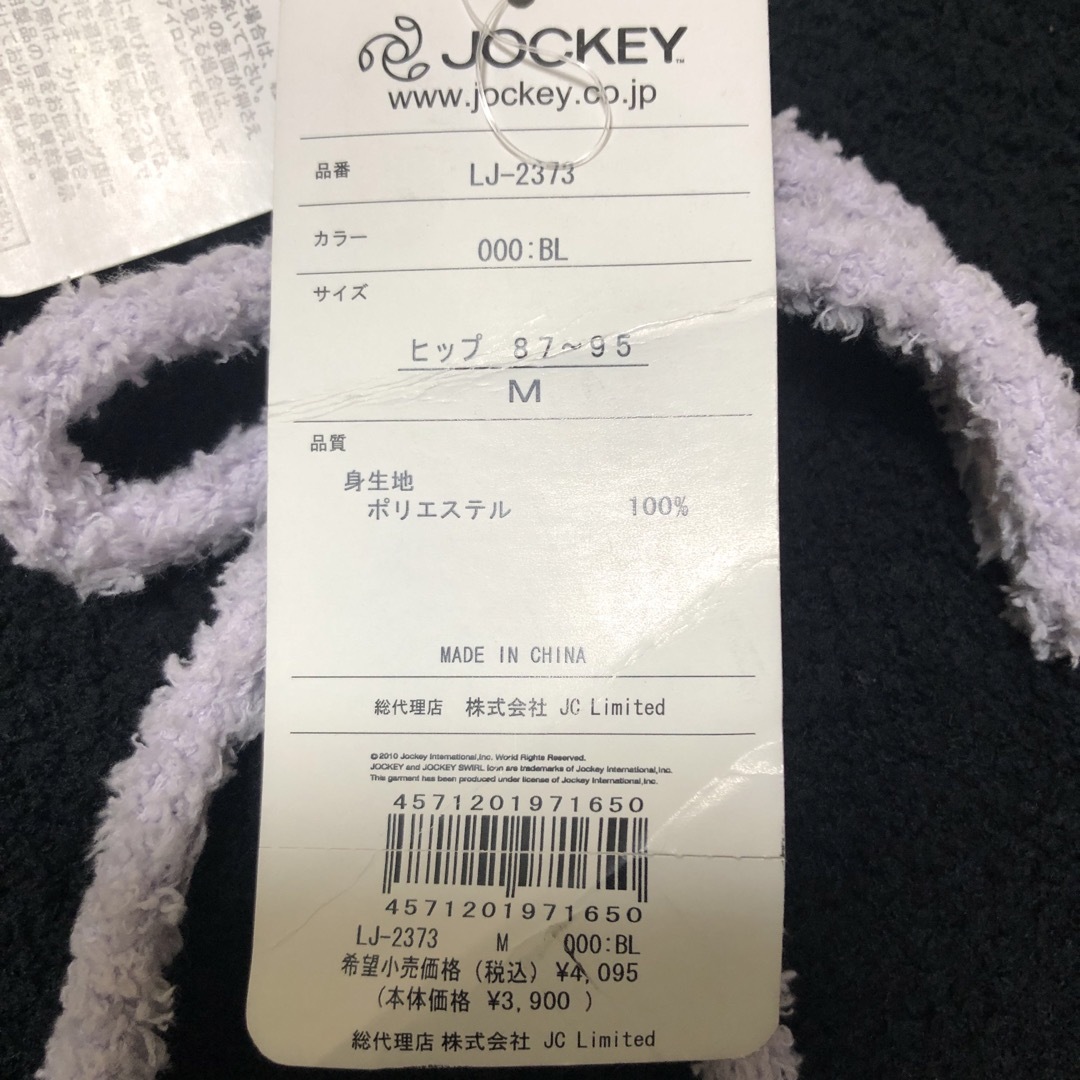 JOCKEY™
www.jockey.co.jp
品番 LJ-2373
カラー 000:BL
サイズ
ヒップ 87~95
M
品質
身生地
ポリエステル 100%
MADE IN CHINA
総代理店 株式会社 JC Limited
©2010 Jockey International,Inc. World Rights Reserved.
JOCKEY and JOCKEY SWIRL Icon are trademarks of Jockey International,Inc.
This garment has been produced under license of Jockey International,Inc.
4571201971650
4571201971650
LJ-2373 M 000:BL
希望小売価格 (税込) ¥4,095
(本体価格 ¥3,900 )
総代理店 株式会社 JC Limited